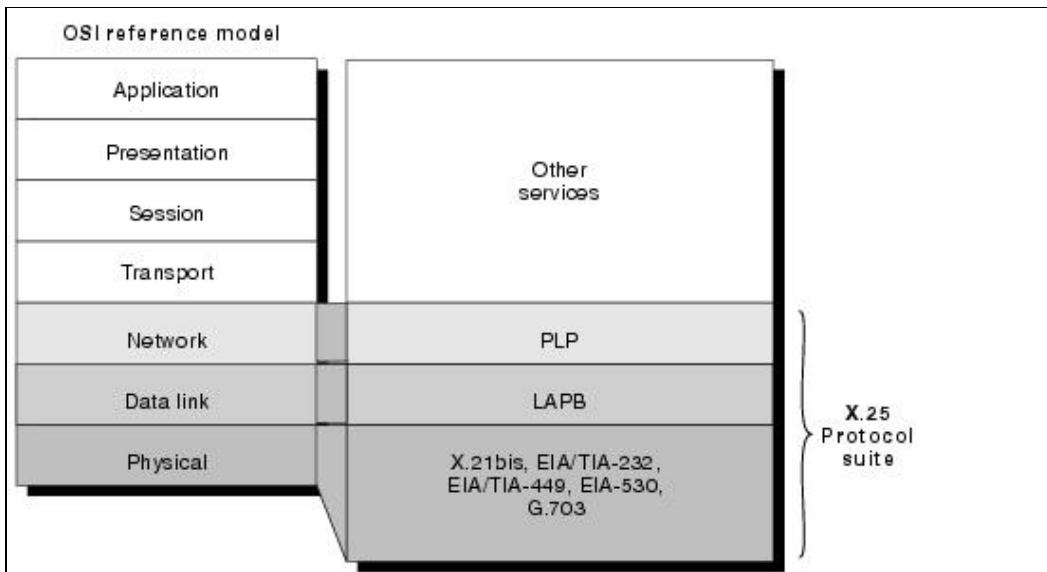 OSI reference model
Application
Presentation
Session
Transport
Network
Data link
Physical
Other
services
PLP
LAPB
X.21bis, EIA/TIA-232,
EIA/TIA-449, EIA-530,
G.703
X.25
Protocol
suite